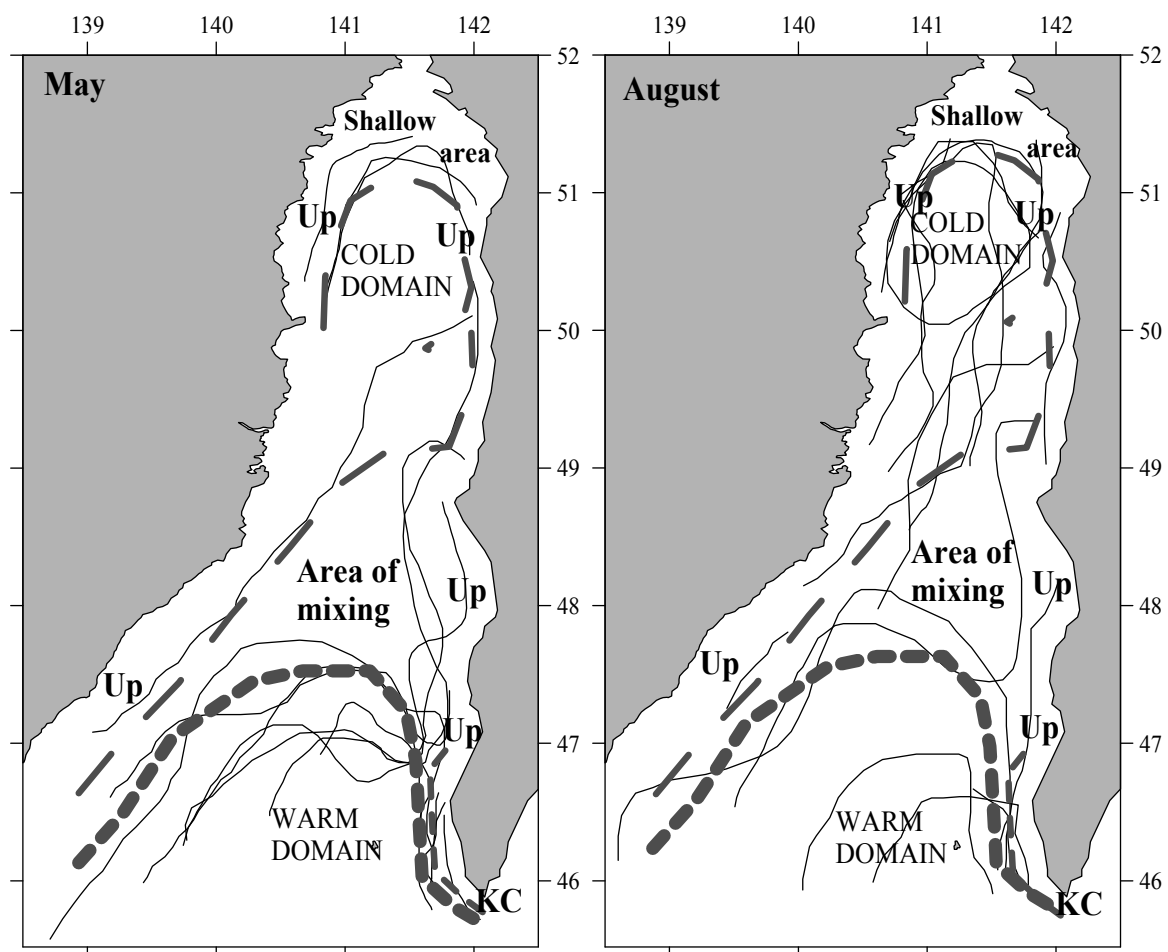 139 140 141 142
139 140 141 142
52
52
May
August
Shallow
area
Shallow
area
51
51
Up
Up
Up
Up
COLD
DOMAIN
COLD
DOMAIN
50
50
49
49
Area of
mixing
Area of
mixing
Up
Up
48
48
Up
Up
Up
Up
47
47
WARM
DOMAIN
WARM
DOMAIN
46
46
KC
KC